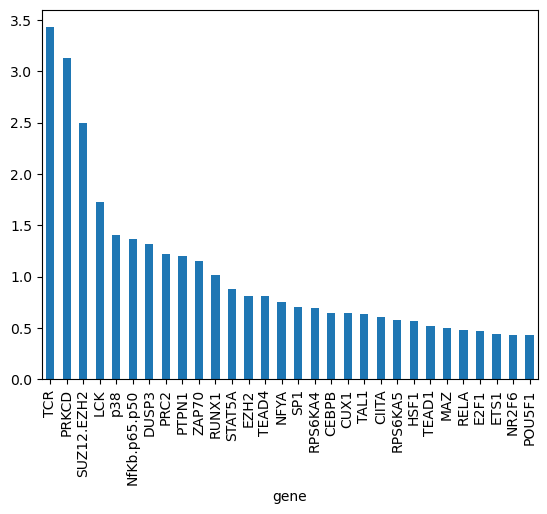 3.5
3.0
2.5
2.0
1.5
1.0
0.5
0.0
TCR
PRKCD
SUZ12.EZH2
LCK
p38
NfKb.p65.p50
DUSP3
PRC2
PTPN1
ZAP70
RUNX1
STAT5A
EZH2
TEAD4
NFYA
SP1
RPS6KA4
CEBPB
CUX1
TAL1
CIITA
RPS6KA5
HSF1
TEAD1
MAZ
RELA
E2F1
ETS1
NR2F6
POU5F1
gene